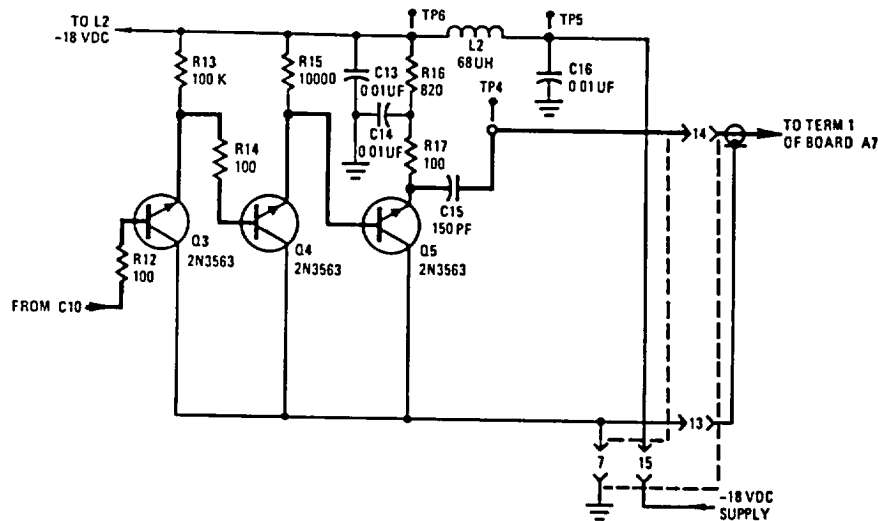 TO L2
-18 VDC
TP6
TP5
L2
68UH
R13
100 K
R15
10000
C13
0 01UF
R16
820
C16
0 01UF
TP4
C14
0 01UF
R14
100
R17
100
14
TO TERM 1
OF BOARD A7
C15
150 PF
Q3
2N3563
Q4
2N3563
Q5
2N3563
R12
100
FROM C10
13
7
15
-18 VDC
SUPPLY